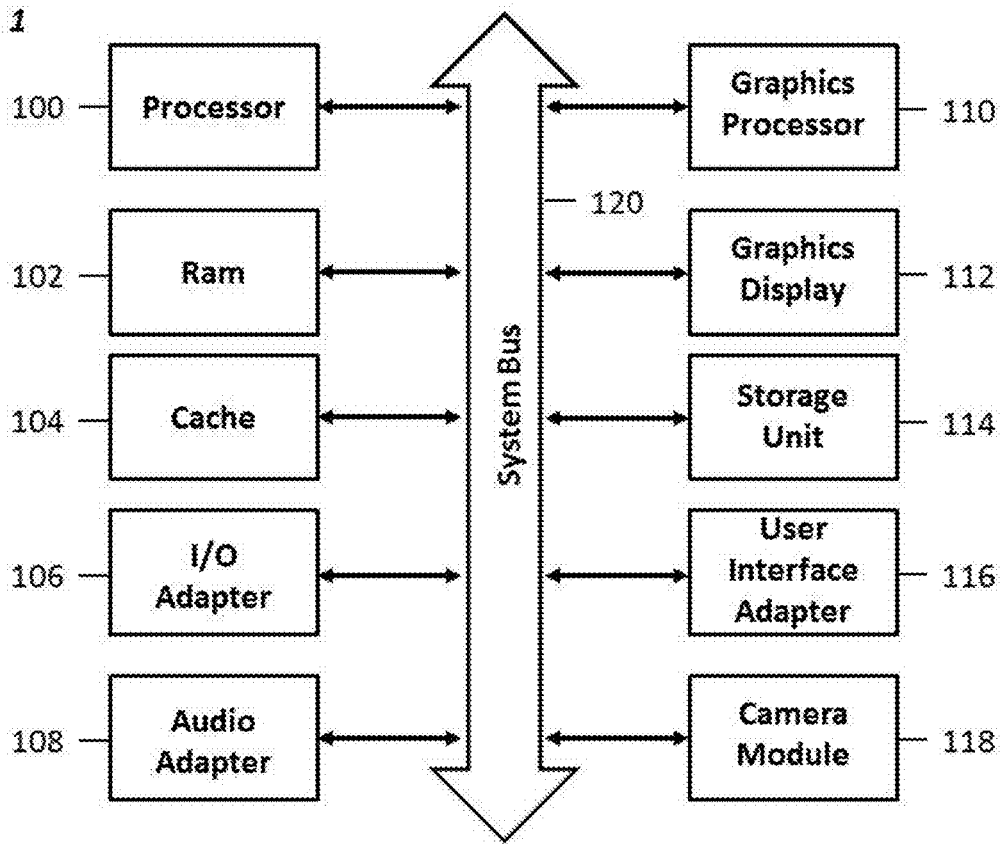 1
100
Processor
Graphics
Processor
110
120
102
Ram
Graphics
Display
112
System Bus
104
Cache
Storage
Unit
114
106
I/O
Adapter
User
Interface
Adapter
116
108
Audio
Adapter
Camera
Module
118